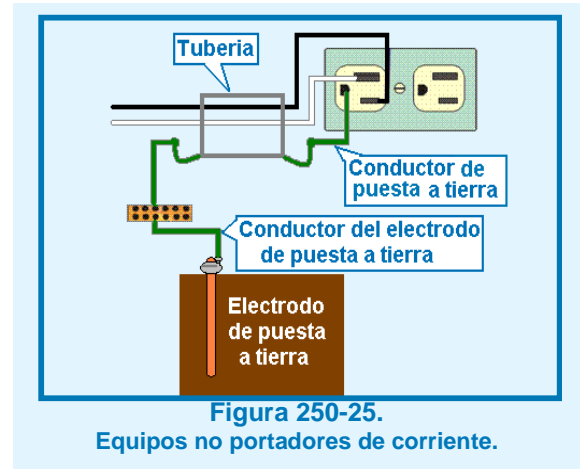 Tuberia
Conductor de
puesta a tierra
Conductor del electrodo
de puesta a tierra
Electrodo
de puesta
a tierra
Figura 250-25.
Equipos no portadores de corriente.